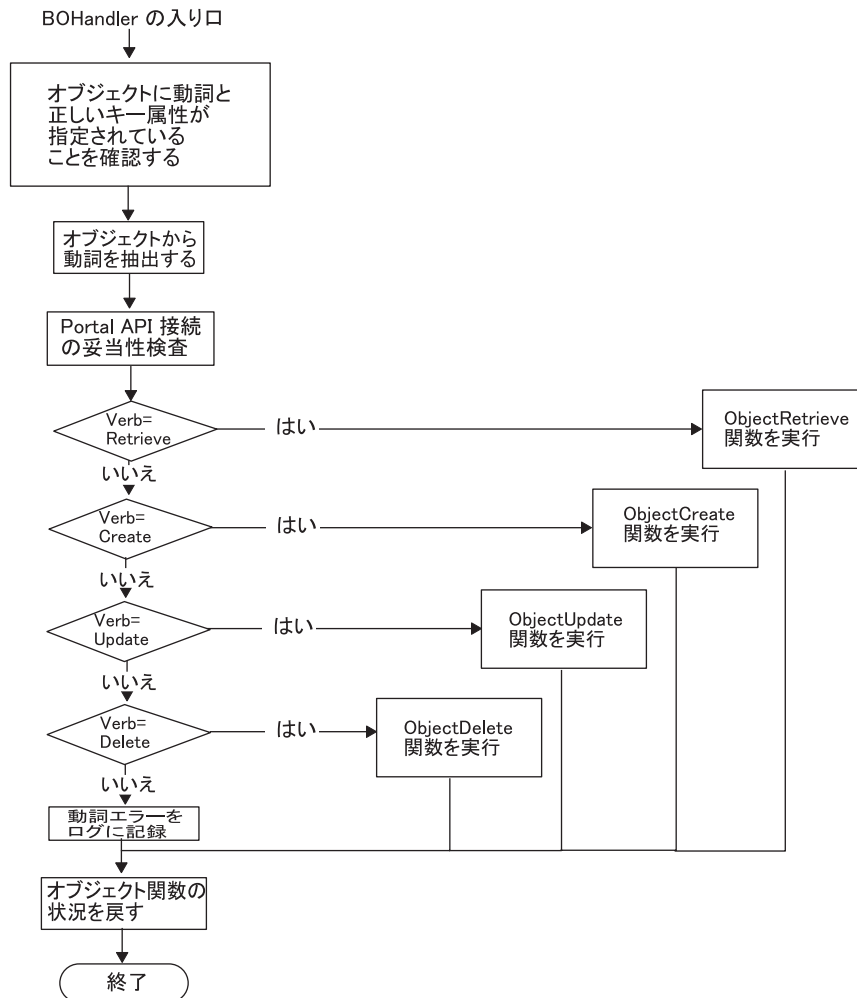 BOHandler の入り口
オブジェクトに動詞と
正しいキー属性が
指定されている
ことを確認する
オブジェクトから
動詞を抽出する
Portal API 接続
の妥当性検査
Verb=
Retrieve
はい
ObjectRetrieve
関数を実行
いいえ
Verb=
Create
はい
ObjectCreate
関数を実行
いいえ
Verb=
Update
はい
ObjectUpdate
関数を実行
いいえ
Verb=
Delete
はい
ObjectDelete
関数を実行
いいえ
動詞エラーを
ログに記録
オブジェクト関数の
状況を戻す
終了